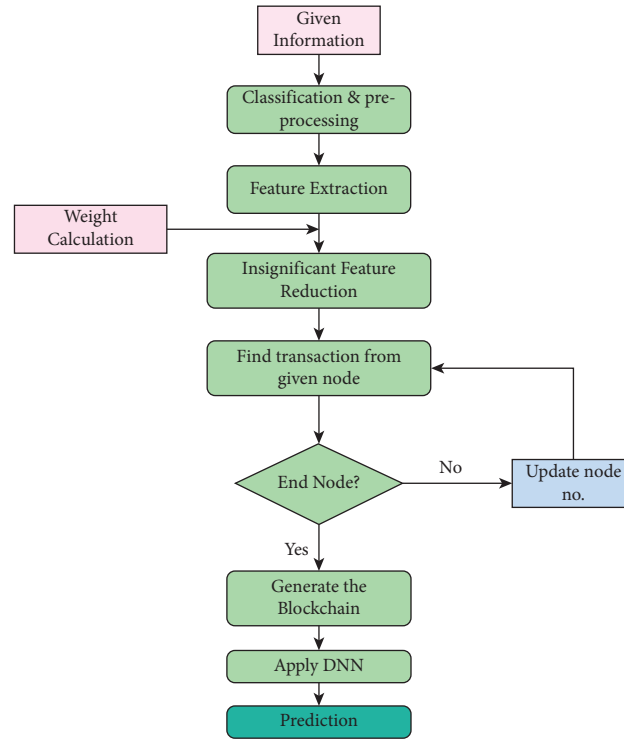 Given
Information
Classification & pre-
processing
Feature Extraction
Weight
Calculation
Insignificant Feature
Reduction
Find transaction from
given node
End Node?
No
Update node
no.
Yes
Generate the
Blockchain
Apply DNN
Prediction